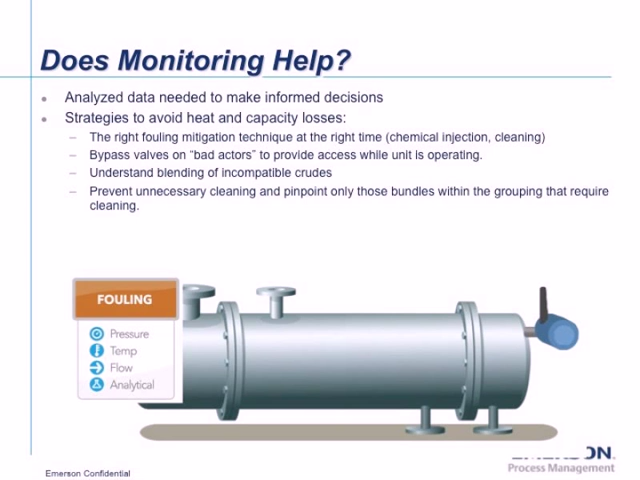 Does Monitoring Help?
Analyzed data needed to make informed decisions
Strategies to avoid heat and capacity losses:
– The right fouling mitigation technique at the right time (chemical injection, cleaning)
– Bypass valves on “bad actors” to provide access while unit is operating.
– Understand blending of incompatible crudes
– Prevent unnecessary cleaning and pinpoint only those bundles within the grouping that require
cleaning.
FOULING
Pressure
Temp
Flow
Analytical
Process Management
Emerson Confidential